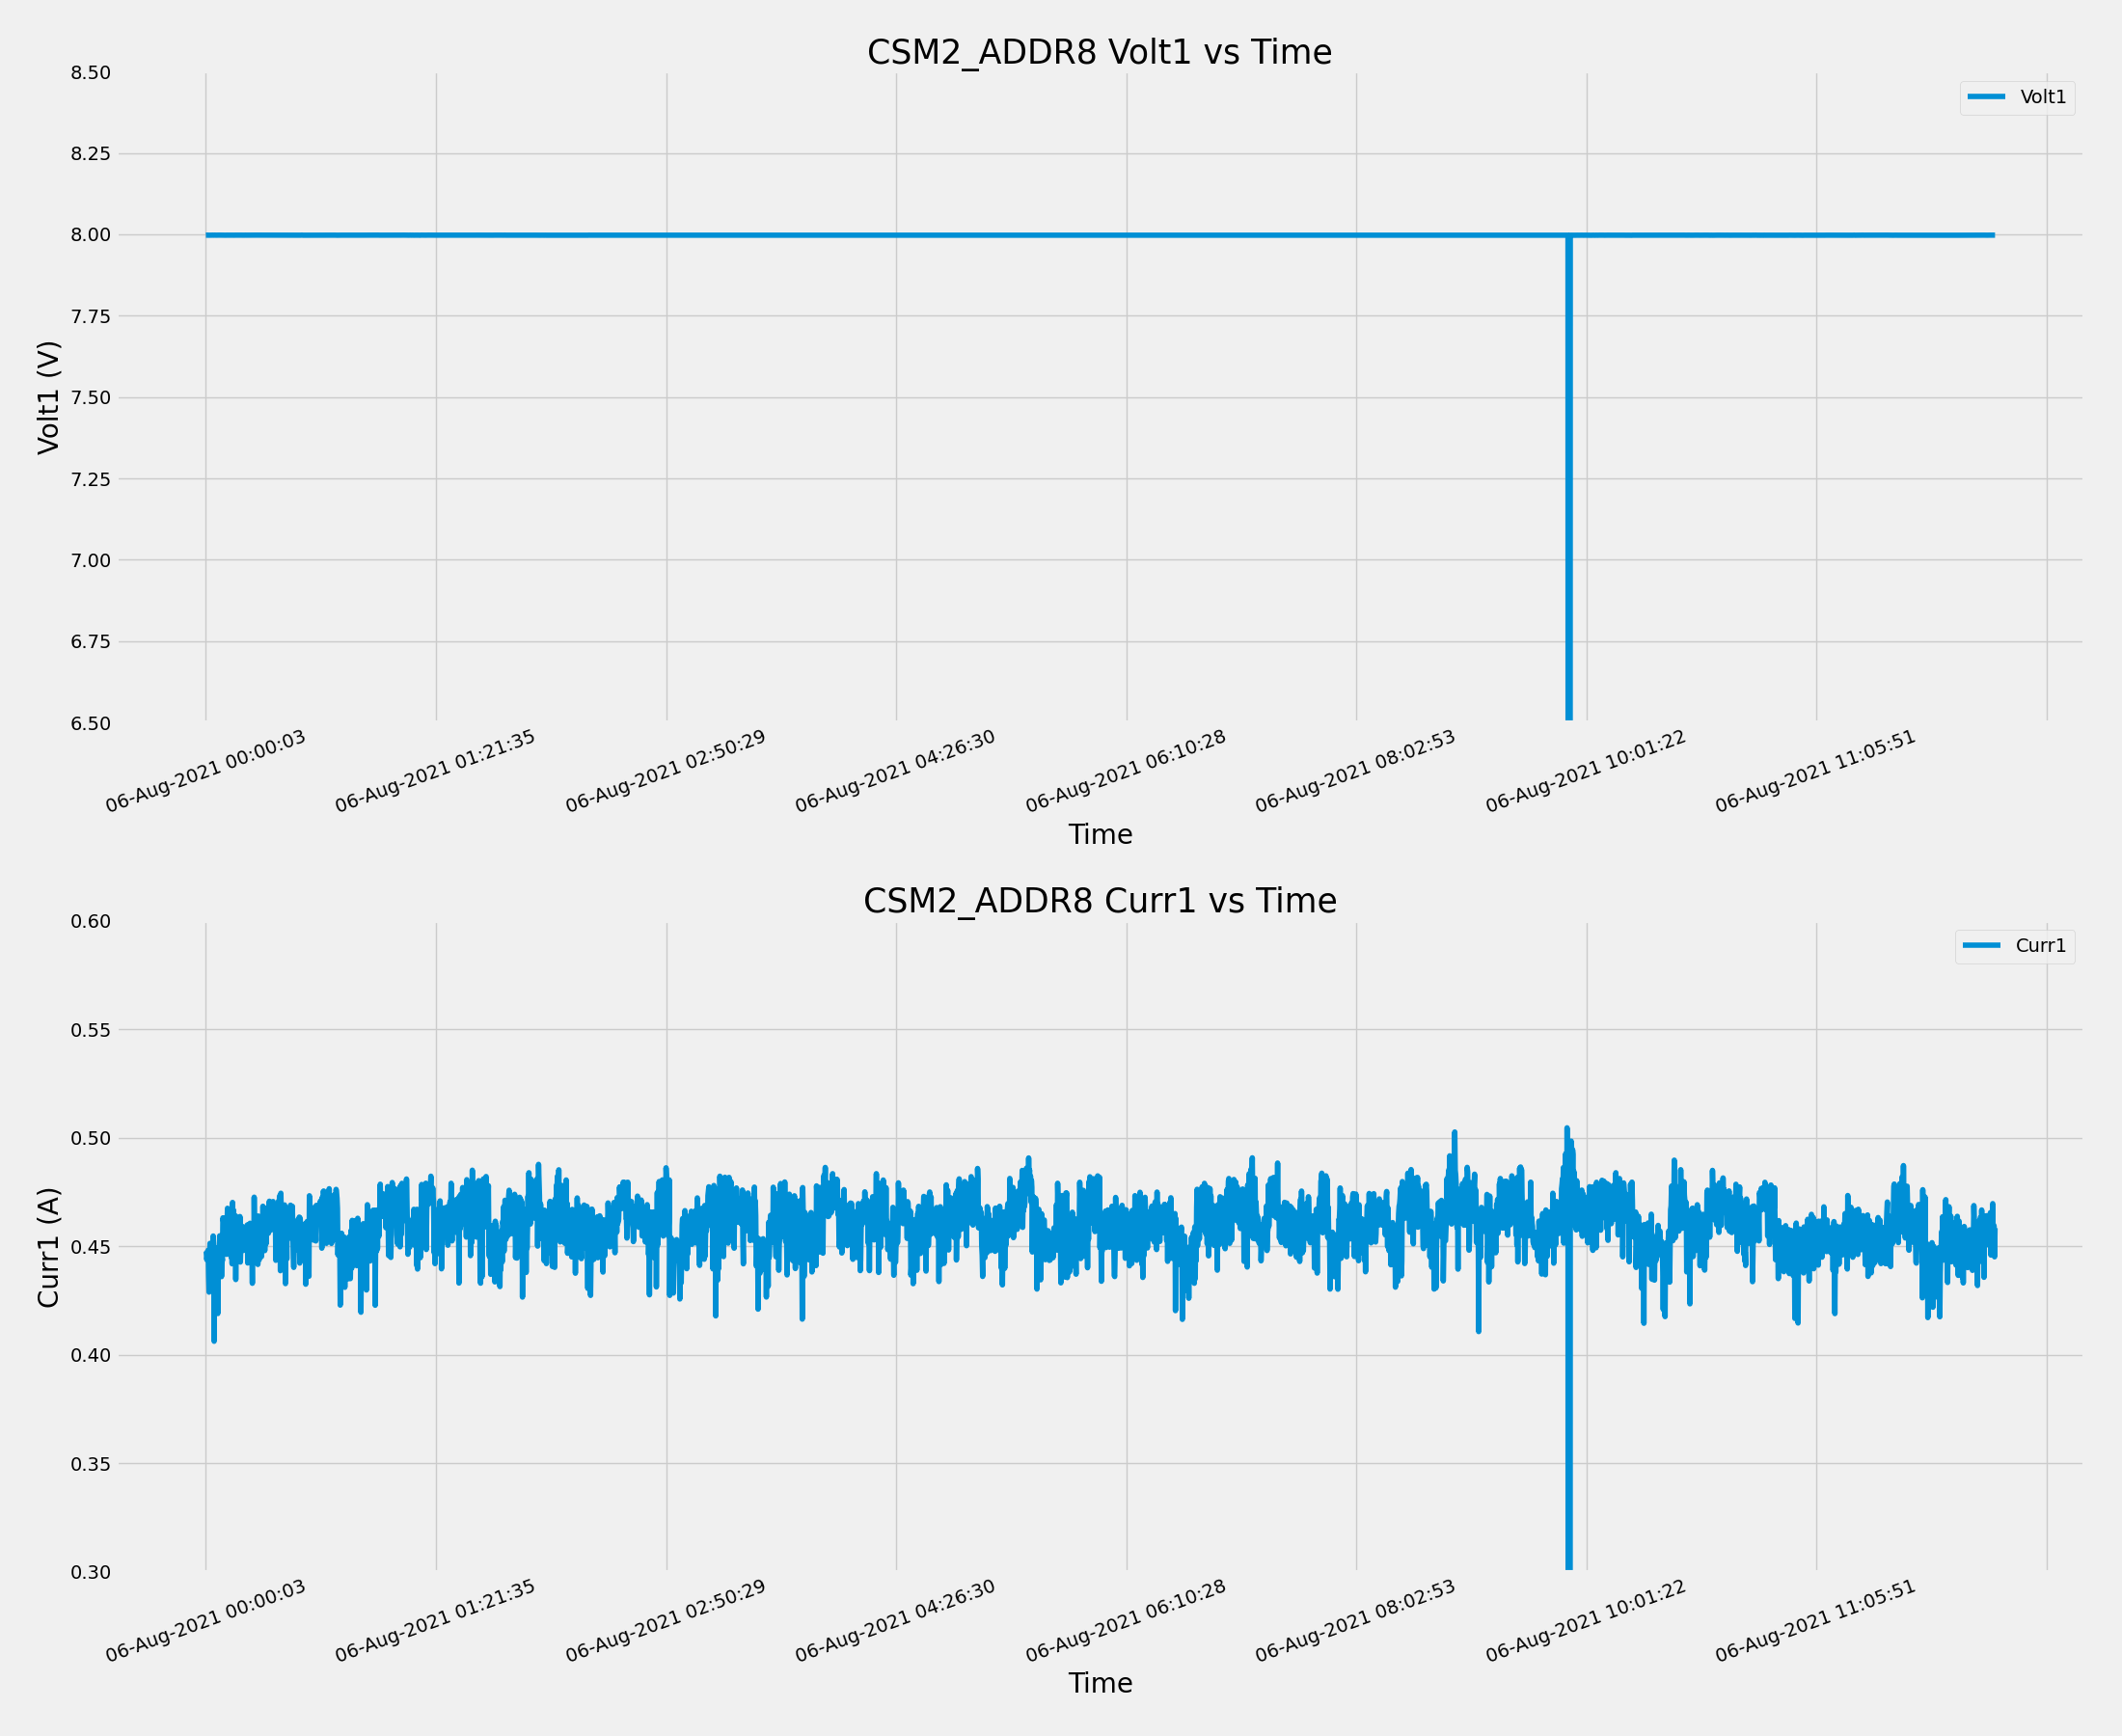 CSM2_ADDR8 Volt1 vs Time
8.50
8.25
8.00
7.75
7.50
7.25
7.00
6.75
6.50
Volt1 (V)
Volt1
06-Aug-2021 00:00:03
06-Aug-2021 01:21:35
06-Aug-2021 02:50:29
06-Aug-2021 04:26:30
06-Aug-2021 06:10:28
06-Aug-2021 08:02:53
06-Aug-2021 10:01:22
06-Aug-2021 11:05:51
Time
CSM2_ADDR8 Curr1 vs Time
0.60
0.55
0.50
0.45
0.40
0.35
0.30
Curr1 (A)
Curr1
06-Aug-2021 00:00:03
06-Aug-2021 01:21:35
06-Aug-2021 02:50:29
06-Aug-2021 04:26:30
06-Aug-2021 06:10:28
06-Aug-2021 08:02:53
06-Aug-2021 10:01:22
06-Aug-2021 11:05:51
Time